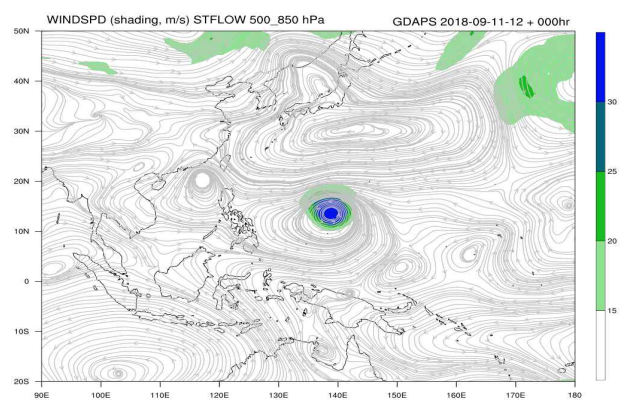 WINDSPD (shading, m/s) STFLOW 500_850 hPa GDAPS 2018-09-11-12 + 000hr
50N
40N
30N
20N
10N
0
10S
20S
90E 100E 110E 120E 130E 140E 150E 160E 170E 180
30
25
20
15